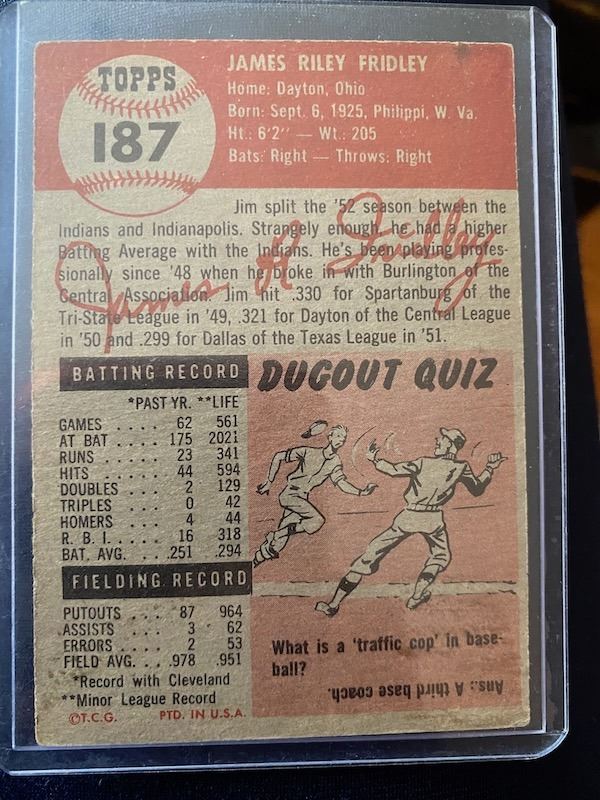 TOPPS
187
JAMES RILEY FRIDLEY
Home: Dayton, Ohio
Born: Sept. 6, 1925, Philippi, W. Va.
Ht.: 6'2" — Wt.: 205
Bats: Right — Throws: Right
Jim split the '52 season between the
Indians and Indianapolis. Strangely enough, he had a higher
Batting Average with the Indians. He's been playing profes-
sionally since '48 when he broke in with Burlington of the
Central Association. Jim hit .330 for Spartanburg of the
Tri-State League in '49, .321 for Dayton of the Central League
in '50 and .299 for Dallas of the Texas League in '51.
James R Fridley
BATTING RECORD
*PAST YR. **LIFE
GAMES .... 62 561
AT BAT .... 175 2021
RUNS ..... 23 341
HITS ..... 44 594
DOUBLES ... 2 129
TRIPLES ... 0 42
HOMERS ... 4 44
R. B. I. .... 16 318
BAT. AVG. .. .251 .294
FIELDING RECORD
PUTOUTS ... 87 964
ASSISTS ... 3 62
ERRORS .... 2 53
FIELD AVG. .. .978 .951
*Record with Cleveland
**Minor League Record
©T.C.G. PTD. IN U.S.A.
DUGOUT QUIZ
What is a 'traffic cop' in base-
ball?
Ans.: A third base coach.